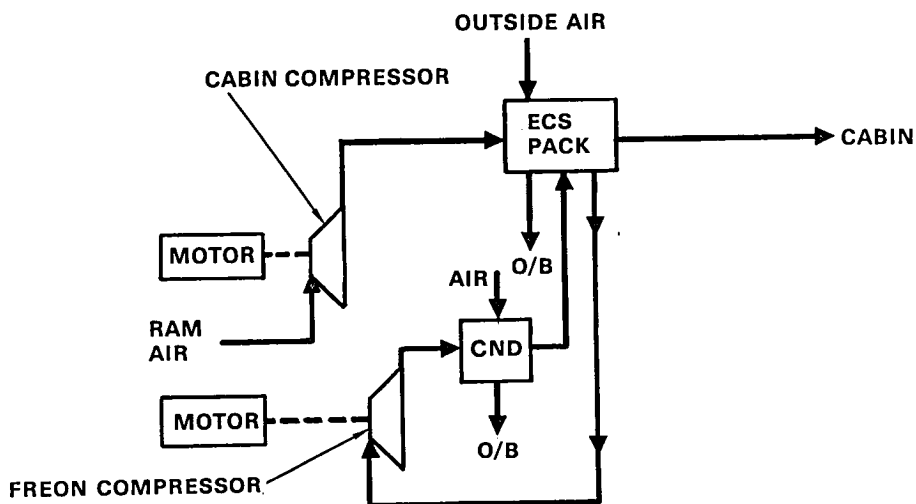 OUTSIDE AIR
CABIN COMPRESSOR
ECS
PACK
CABIN
MOTOR
O/B
AIR
RAM
AIR
CND
MOTOR
O/B
FREON COMPRESSOR